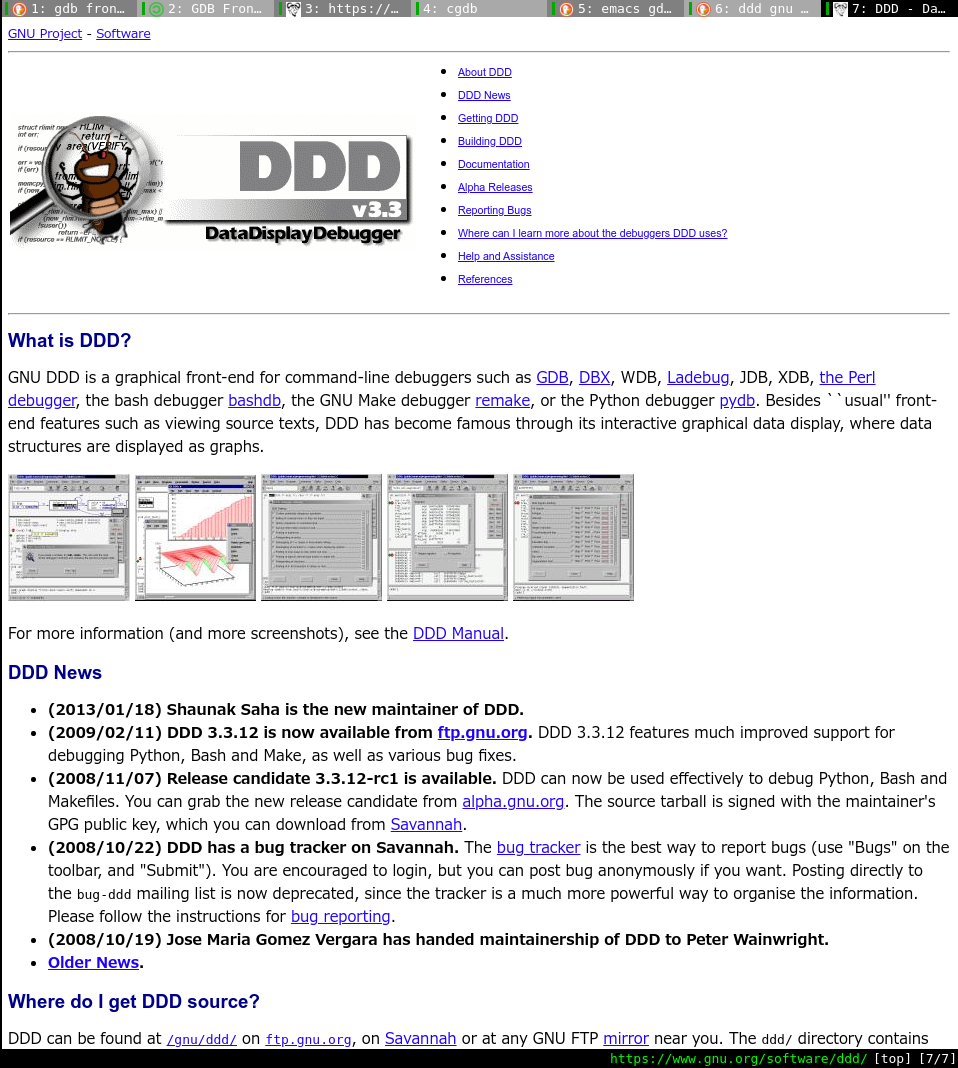 1: gdb fron… 2: GDB Fron… 3: https://… 4: cgdb 5: emacs gd… 6: ddd gnu … 7: DDD - Da…
GNU Project - Software
About DDD
DDD News
Getting DDD
Building DDD
Documentation
Alpha Releases
Reporting Bugs
Where can I learn more about the debuggers DDD uses?
Help and Assistance
References
DDD
v3.3
DataDisplayDebugger
What is DDD?
GNU DDD is a graphical front-end for command-line debuggers such as GDB, DBX, WDB, Ladebug, JDB, XDB, the Perl
debugger, the bash debugger bashdb, the GNU Make debugger remake, or the Python debugger pydb. Besides ``usual'' front-
end features such as viewing source texts, DDD has become famous through its interactive graphical data display, where data
structures are displayed as graphs.
For more information (and more screenshots), see the DDD Manual.
DDD News
(2013/01/18) Shaunak Saha is the new maintainer of DDD.
(2009/02/11) DDD 3.3.12 is now available from ftp.gnu.org. DDD 3.3.12 features much improved support for
debugging Python, Bash and Make, as well as various bug fixes.
(2008/11/07) Release candidate 3.3.12-rc1 is available. DDD can now be used effectively to debug Python, Bash and
Makefiles. You can grab the new release candidate from alpha.gnu.org. The source tarball is signed with the maintainer's
GPG public key, which you can download from Savannah.
(2008/10/22) DDD has a bug tracker on Savannah. The bug tracker is the best way to report bugs (use "Bugs" on the
toolbar, and "Submit"). You are encouraged to login, but you can post bug anonymously if you want. Posting directly to
the bug-ddd mailing list is now deprecated, since the tracker is a much more powerful way to organise the information.
Please follow the instructions for bug reporting.
(2008/10/19) Jose Maria Gomez Vergara has handed maintainership of DDD to Peter Wainwright.
Older News.
Where do I get DDD source?
DDD can be found at /gnu/ddd/ on ftp.gnu.org, on Savannah or at any GNU FTP mirror near you. The ddd/ directory contains
https://www.gnu.org/software/ddd/ [top] [7/7]